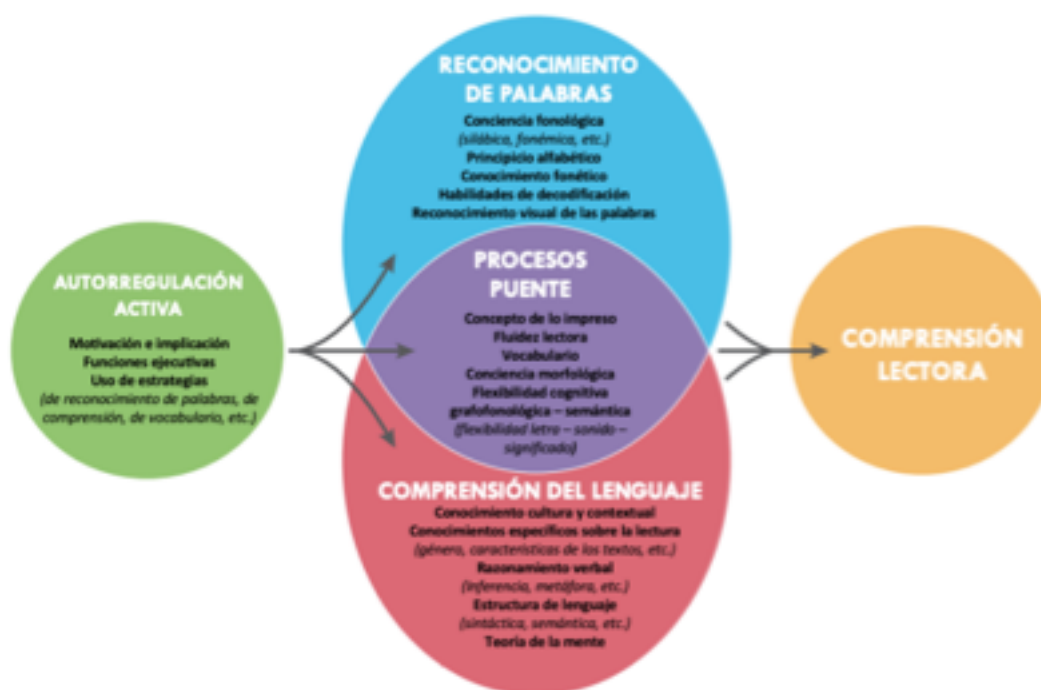 AUTORREGULACIÓN
ACTIVA
Motivación e implicación
Funciones ejecutivas
Uso de estrategias
(de reconocimiento de palabras, de
comprensión, de vocabulario, etc.)
RECONOCIMIENTO
DE PALABRAS
Conciencia fonológica
(silábica, fonémica, etc.)
Principicio alfabético
Conocimiento fonético
Habilidades de decodificación
Reconocimiento visual de las palabras
PROCESOS
PUENTE
Concepto de lo impreso
Fluidez lectora
Vocabulario
Conciencia morfológica
Flexibilidad cognitiva
grafofonológica – semántica
(flexibilidad letra – sonido –
significado)
COMPRENSIÓN DEL LENGUAJE
Conocimiento cultura y contextual
Conocimientos específicos sobre la lectura
(género, características de los textos, etc.)
Razonamiento verbal
(inferencia, metáfora, etc.)
Estructura de lenguaje
(sintáctica, semántica, etc.)
Teoría de la mente
COMPRENSIÓN
LECTORA